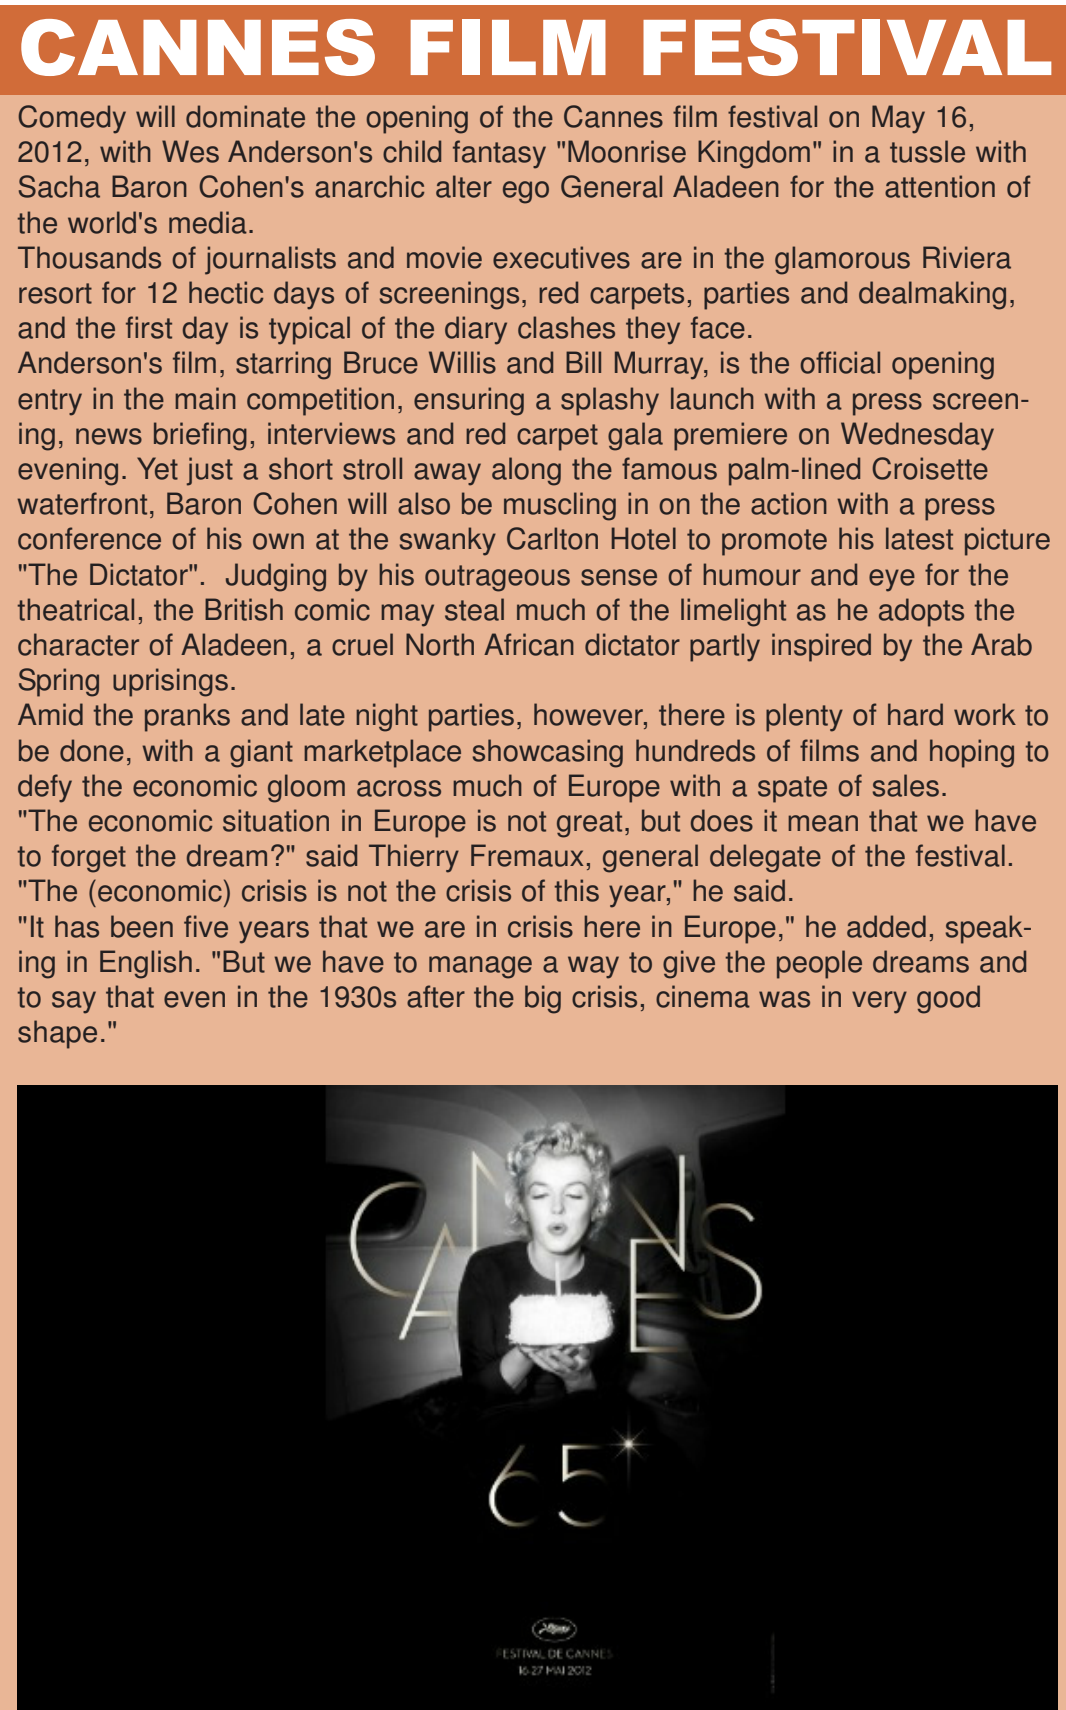 CANNES FILM FESTIVAL
Comedy will dominate the opening of the Cannes film festival on May 16,
2012, with Wes Anderson's child fantasy "Moonrise Kingdom" in a tussle with
Sacha Baron Cohen's anarchic alter ego General Aladeen for the attention of
the world's media.
Thousands of journalists and movie executives are in the glamorous Riviera
resort for 12 hectic days of screenings, red carpets, parties and dealmaking,
and the first day is typical of the diary clashes they face.
Anderson's film, starring Bruce Willis and Bill Murray, is the official opening
entry in the main competition, ensuring a splashy launch with a press screen-
ing, news briefing, interviews and red carpet gala premiere on Wednesday
evening. Yet just a short stroll away along the famous palm-lined Croisette
waterfront, Baron Cohen will also be muscling in on the action with a press
conference of his own at the swanky Carlton Hotel to promote his latest picture
"The Dictator".  Judging by his outrageous sense of humour and eye for the
theatrical, the British comic may steal much of the limelight as he adopts the
character of Aladeen, a cruel North African dictator partly inspired by the Arab
Spring uprisings.
Amid the pranks and late night parties, however, there is plenty of hard work to
be done, with a giant marketplace showcasing hundreds of films and hoping to
defy the economic gloom across much of Europe with a spate of sales.
"The economic situation in Europe is not great, but does it mean that we have
to forget the dream?" said Thierry Fremaux, general delegate of the festival.
"The (economic) crisis is not the crisis of this year," he said.
"It has been five years that we are in crisis here in Europe," he added, speak-
ing in English. "But we have to manage a way to give the people dreams and
to say that even in the 1930s after the big crisis, cinema was in very good
shape."
CANNES
65
FESTIVAL DE CANNES
16-27 MAI 2012